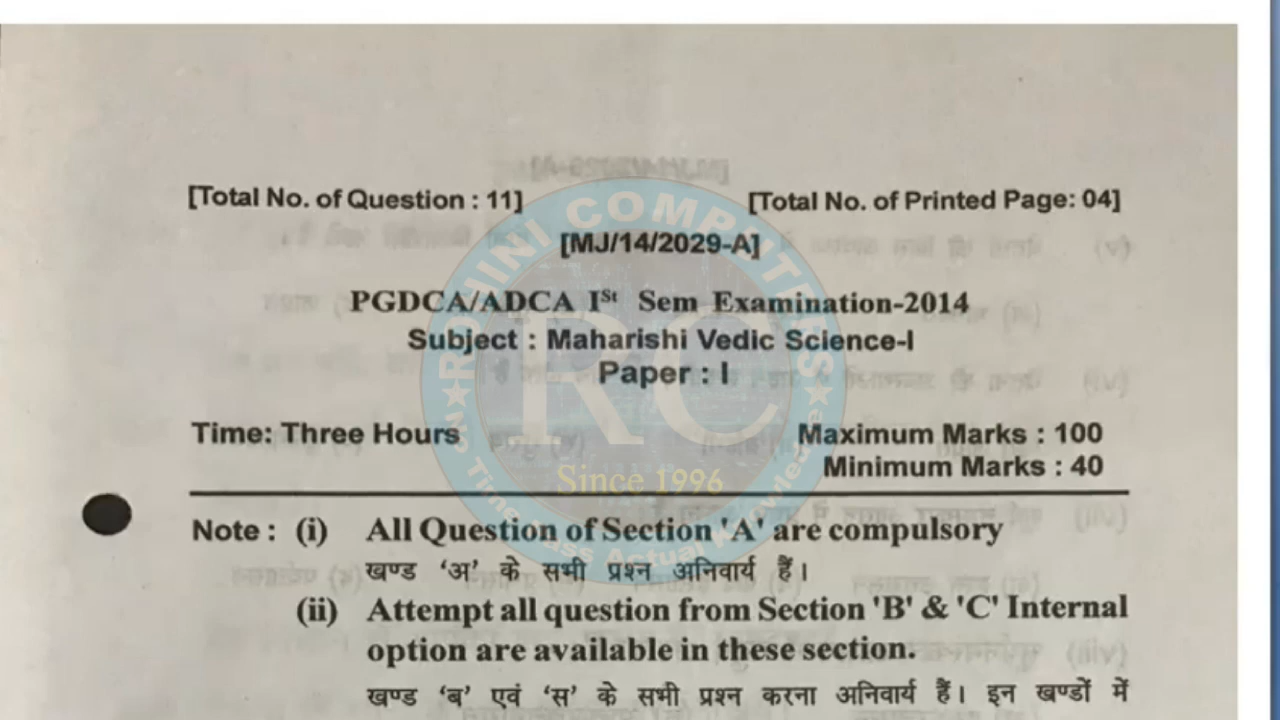 [Total No. of Question : 11] [Total No. of Printed Page: 04]
[MJ/14/2029-A]
PGDCA/ADCA ISt Sem Examination-2014
Subject : Maharishi Vedic Science-I
Paper : I
Time: Three Hours Maximum Marks : 100
Minimum Marks : 40
Note : (i) All Question of Section 'A' are compulsory
खण्ड ‘अ’ के सभी प्रश्न अनिवार्य हैं।
(ii) Attempt all question from Section 'B' & 'C' Internal
option are available in these section.
खण्ड ‘ब’ एवं ‘स’ के सभी प्रश्न करना अनिवार्य हैं। इन खण्डों में
ROHINI COMPUTERS
RC
Since 1996